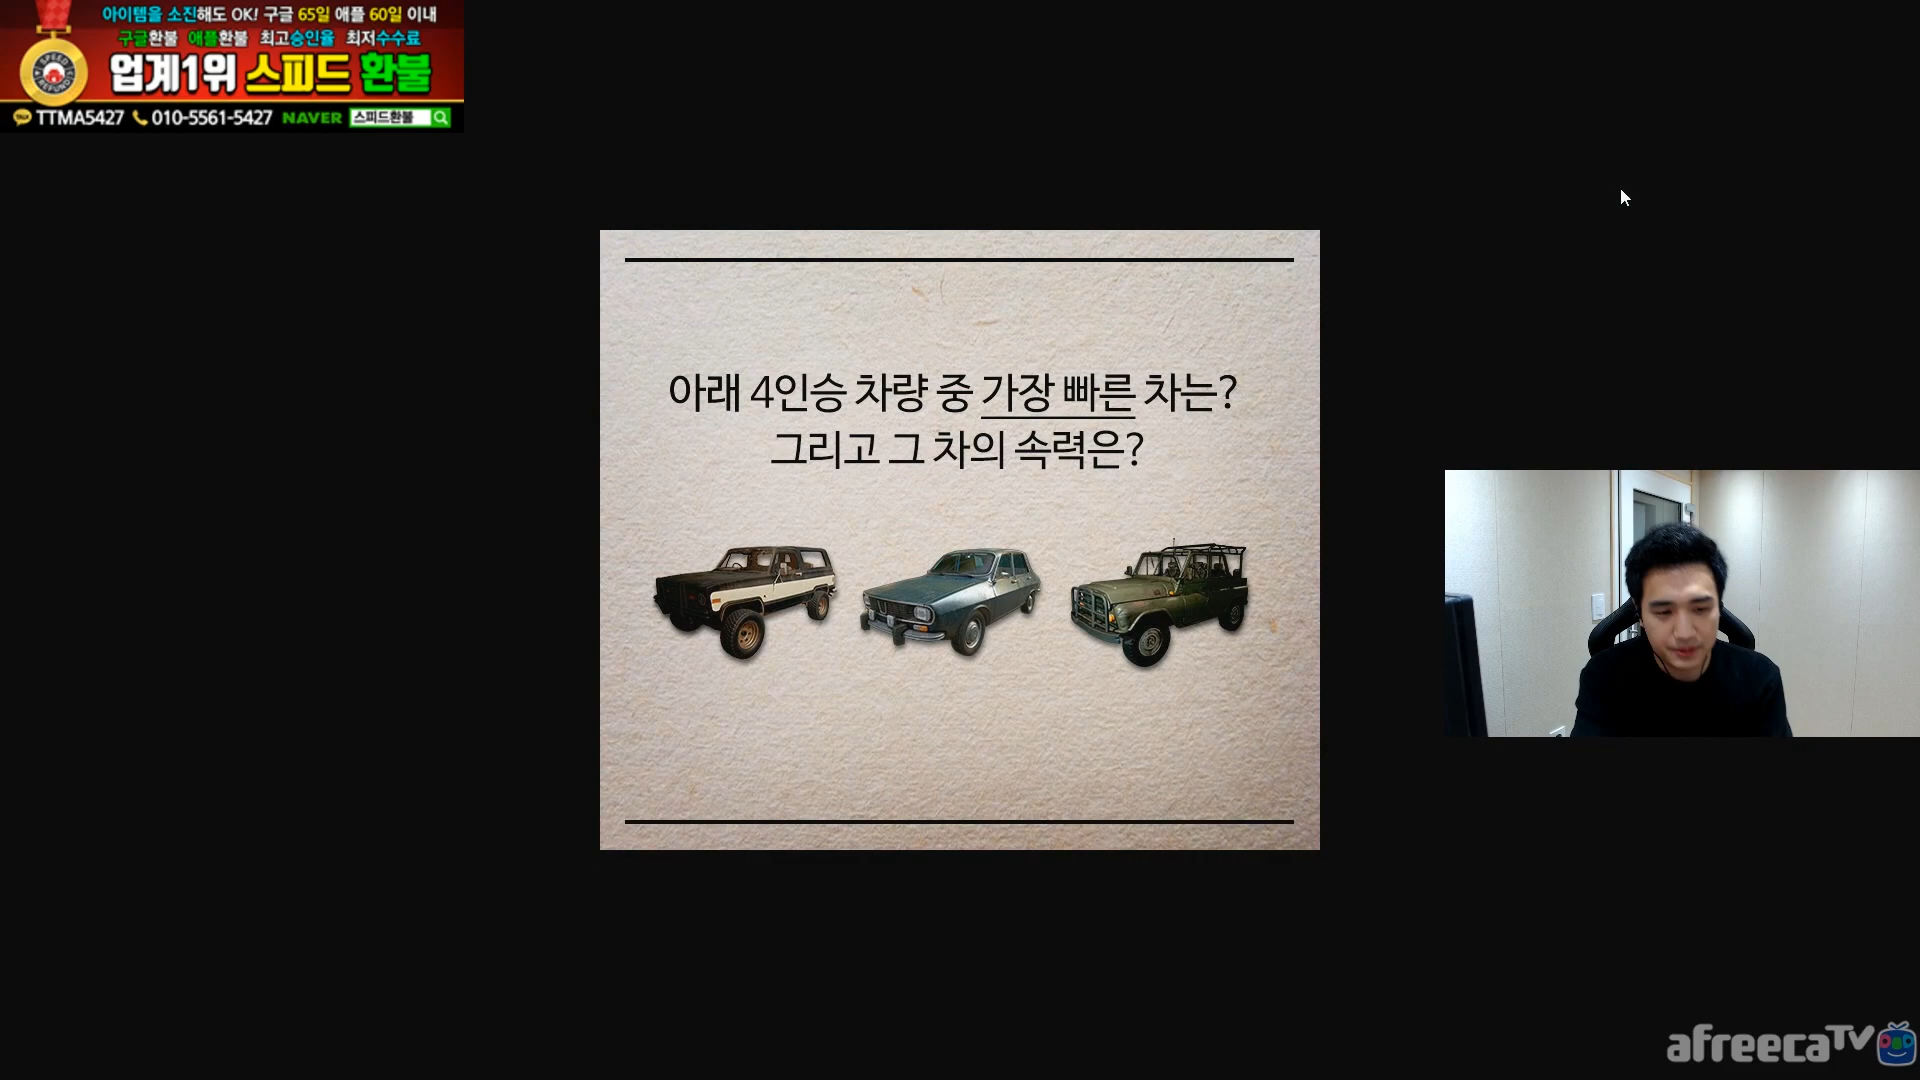 아이템을 소진해도 OK! 구글 65일 애플 60일 이내
구글환불 애플환불 최고승인율 최저수수료
업계1위 스피드 환불
TTMA5427 010-5561-5427 NAVER 스피드환불
SPEED REFUND
아래 4인승 차량 중 가장 빠른 차는?
그리고 그 차의 속력은?
afreecaTV